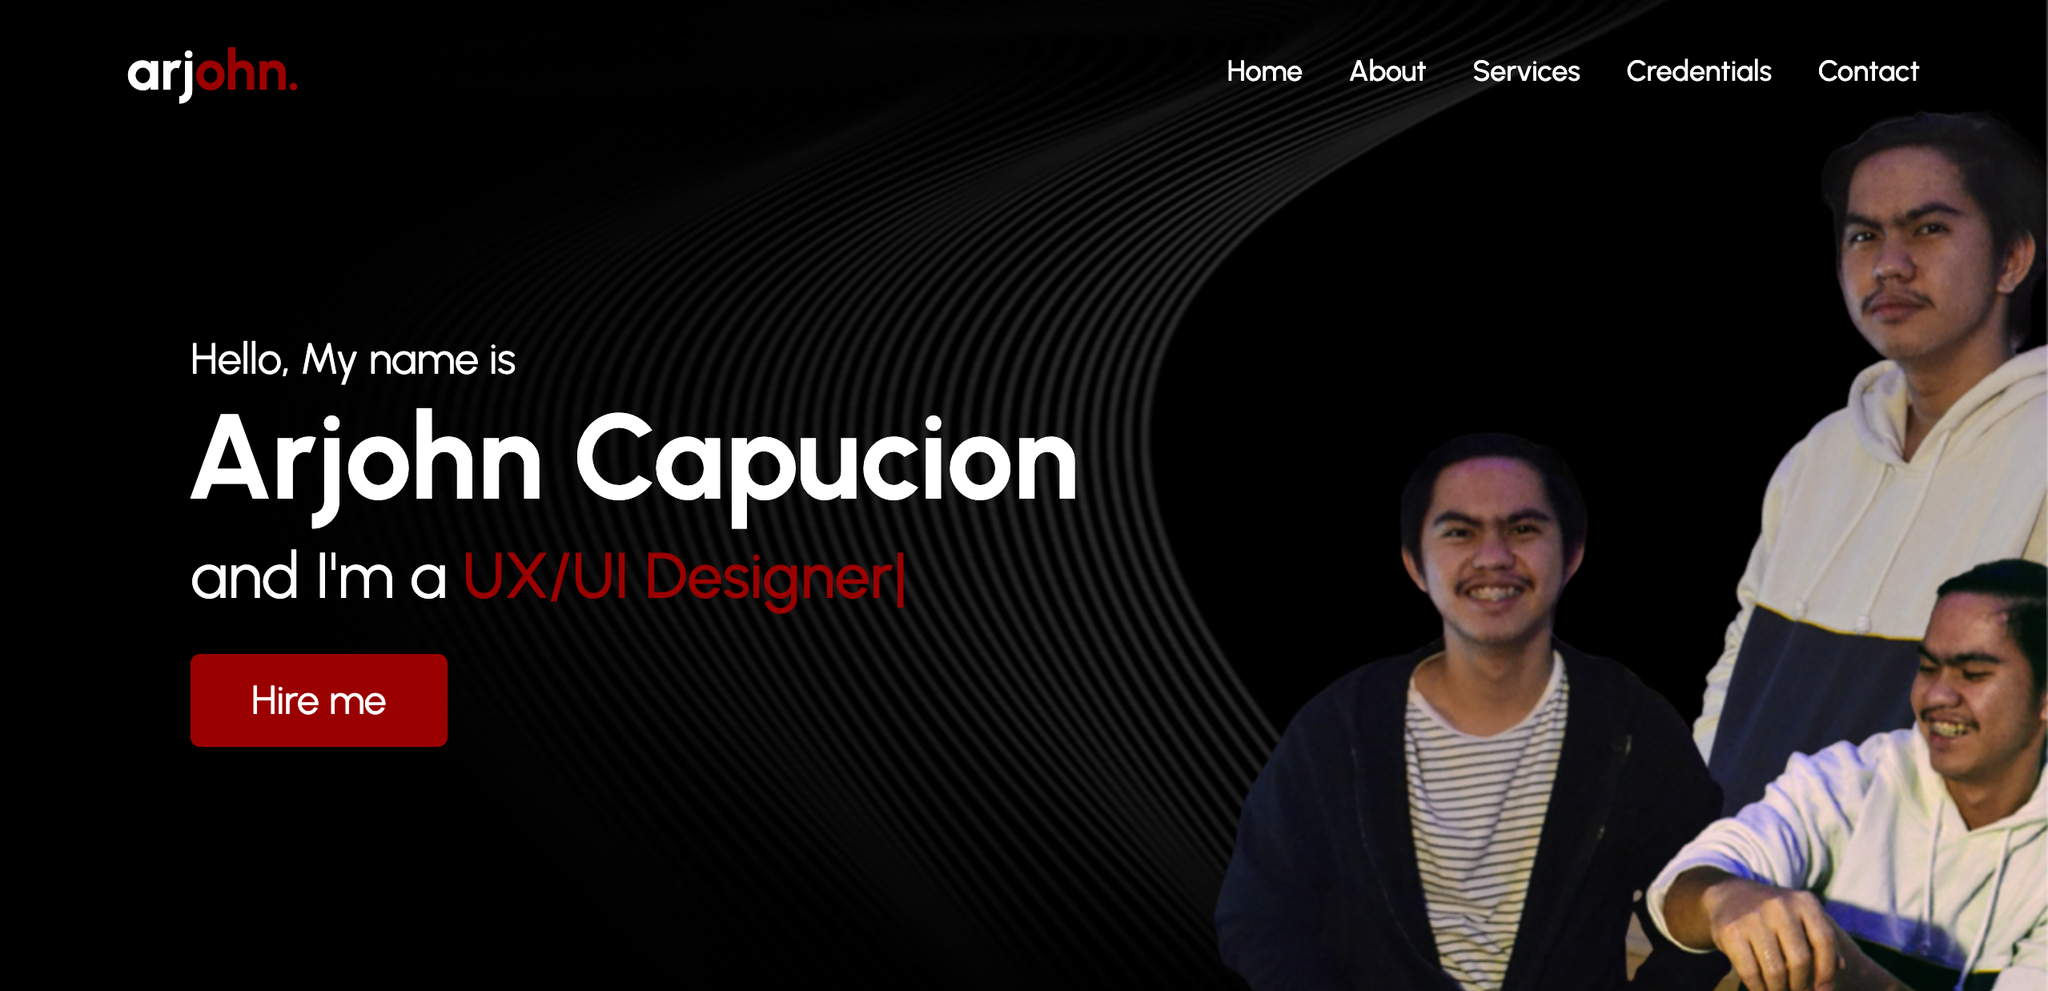 arjohn.
Home About Services Credentials Contact
Hello, My name is
Arjohn Capucion
and I'm a UX/UI Designer|
Hire me